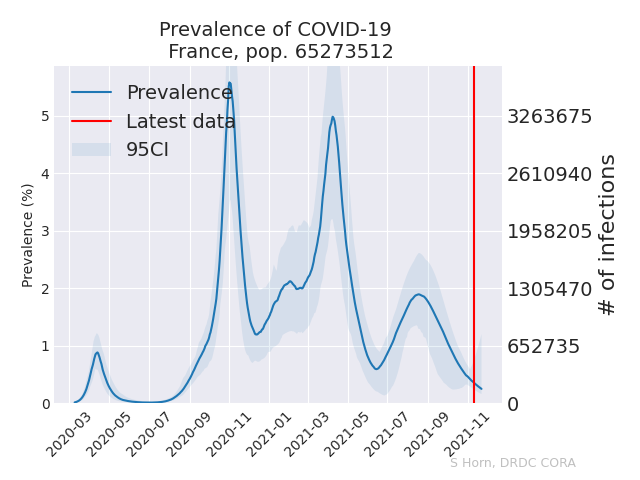 Prevalence of COVID-19
France, pop. 65273512
Prevalence
Latest data
95CI
Prevalence (%)
5
4
3
2
1
0
3263675
2610940
1958205
1305470
652735
0
# of infections
2020-03
2020-05
2020-07
2020-09
2020-11
2021-01
2021-03
2021-05
2021-07
2021-09
2021-11
S Horn, DRDC CORA